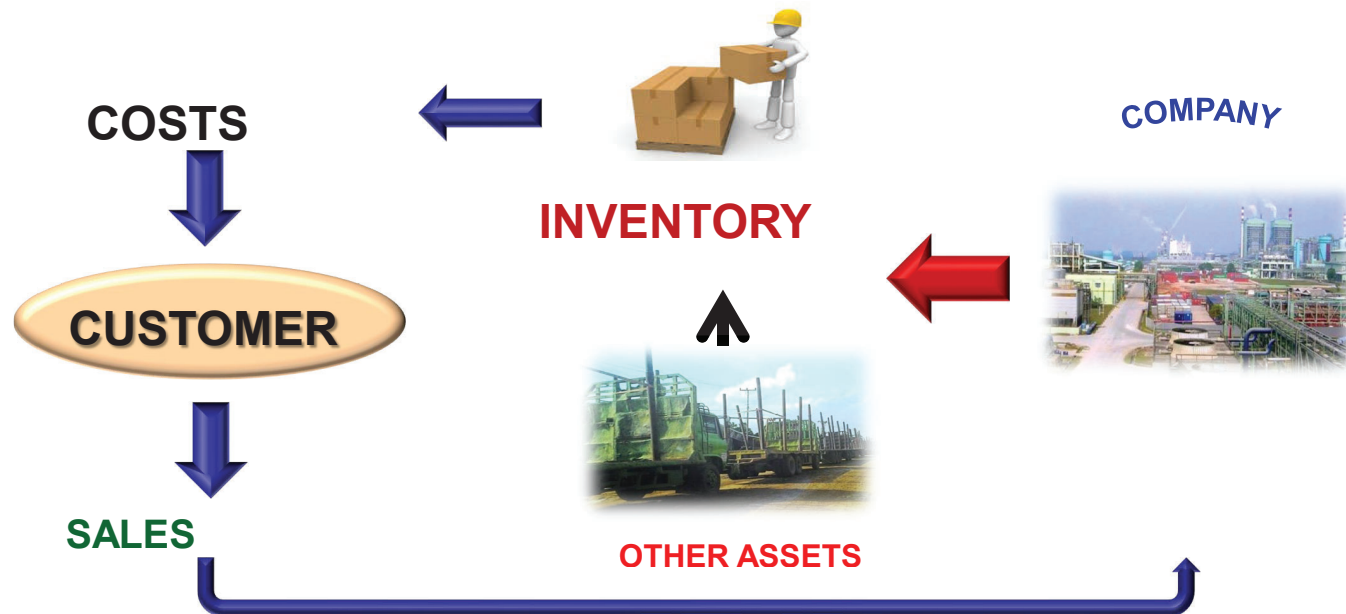 COSTS
COMPANY
INVENTORY
CUSTOMER
SALES
OTHER ASSETS